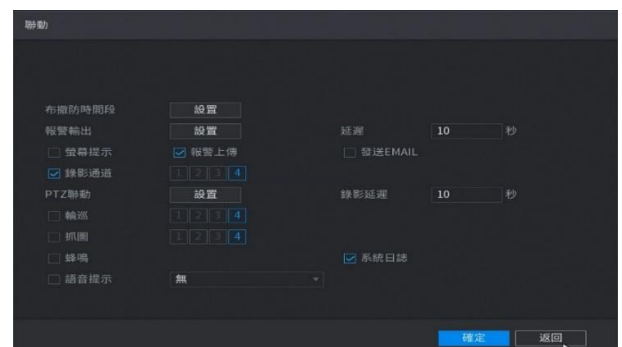 聯動
布撤防時間段 設置
報警輸出 設置 延遲 10 秒
螢幕提示 報警上傳 發送EMAIL
錄影通道 1 2 3 4
PTZ聯動 設置 錄影延遲 10 秒
輪巡 1 2 3 4
抓圖 1 2 3 4
蜂鳴 系統日誌
語音提示 無
確定 返回